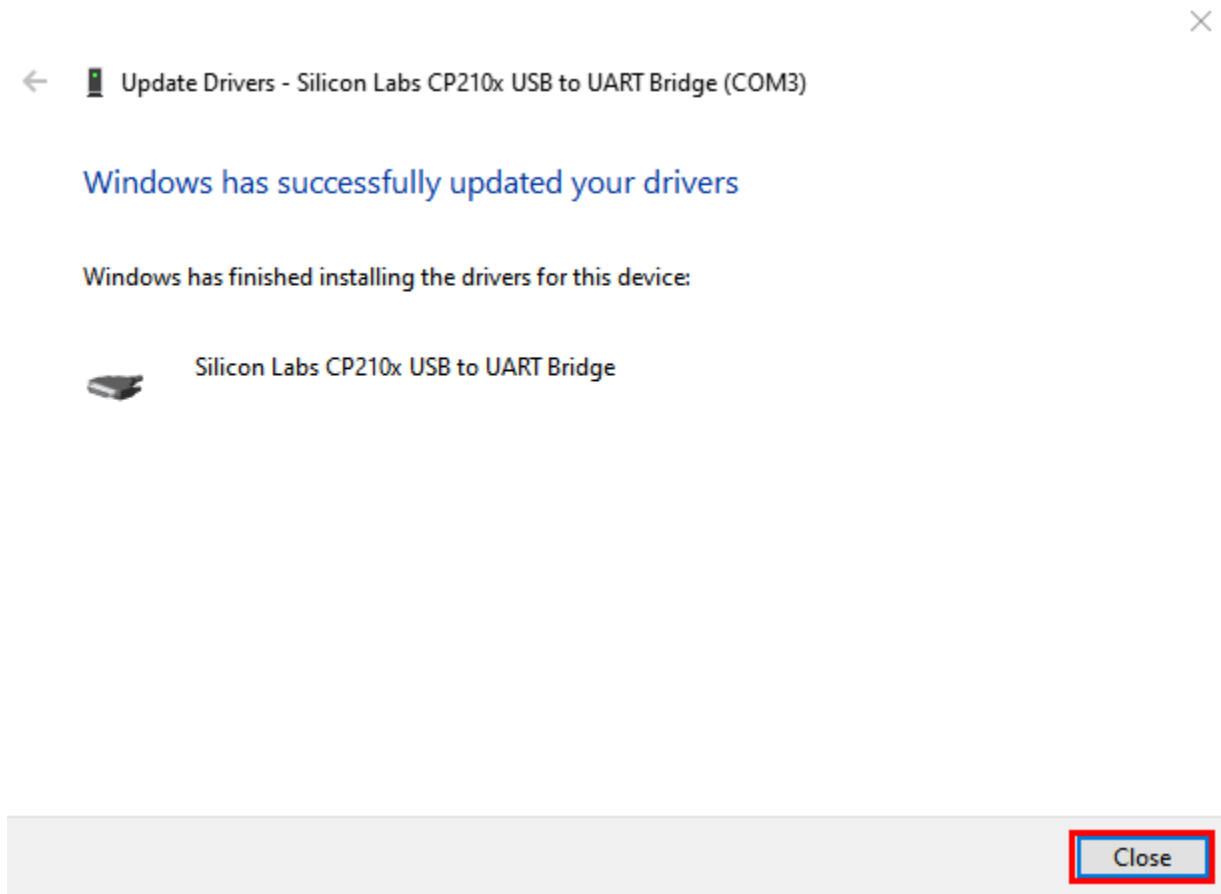 Update Drivers - Silicon Labs CP210x USB to UART Bridge (COM3)
Windows has successfully updated your drivers
Windows has finished installing the drivers for this device:
Silicon Labs CP210x USB to UART Bridge
Close